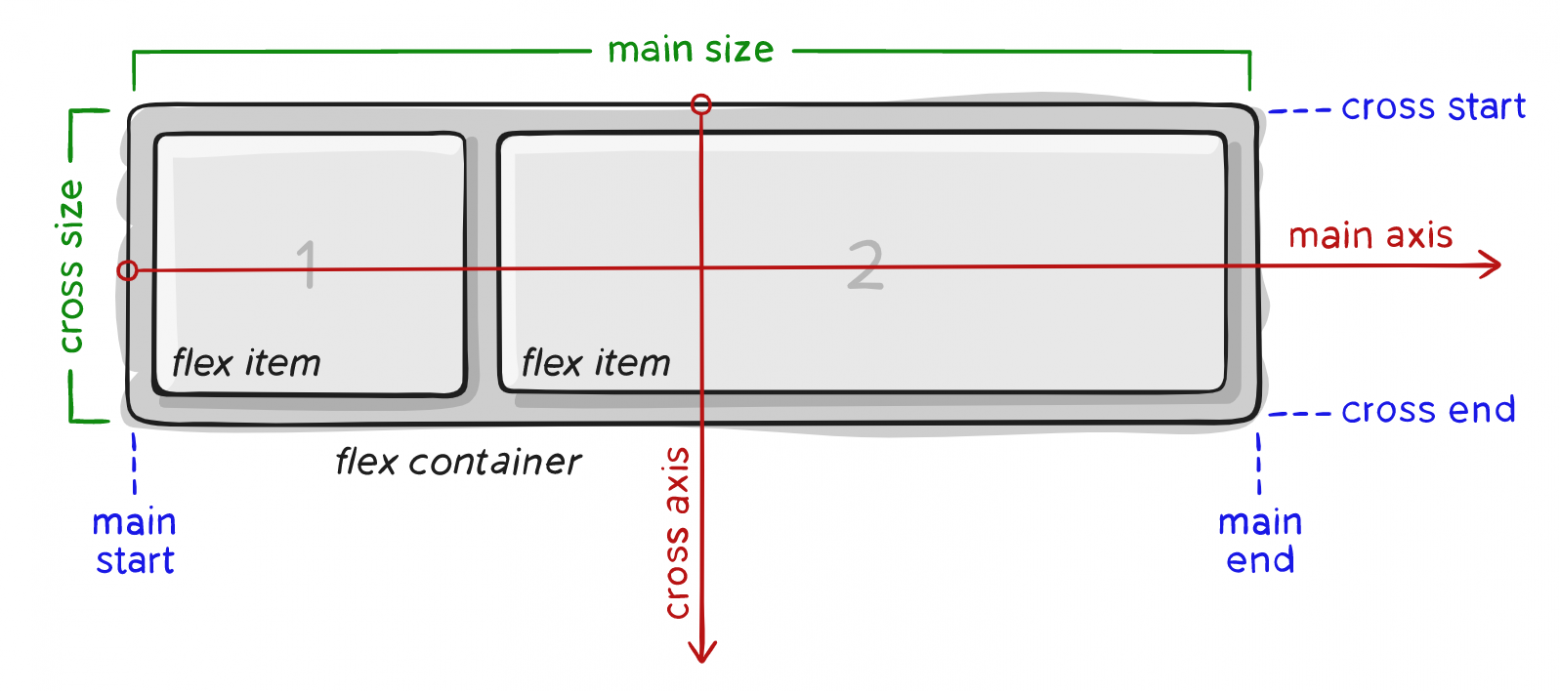 main size
cross start
cross size
1
2
main axis
flex item
flex item
cross end
flex container
cross axis
main
start
main
end